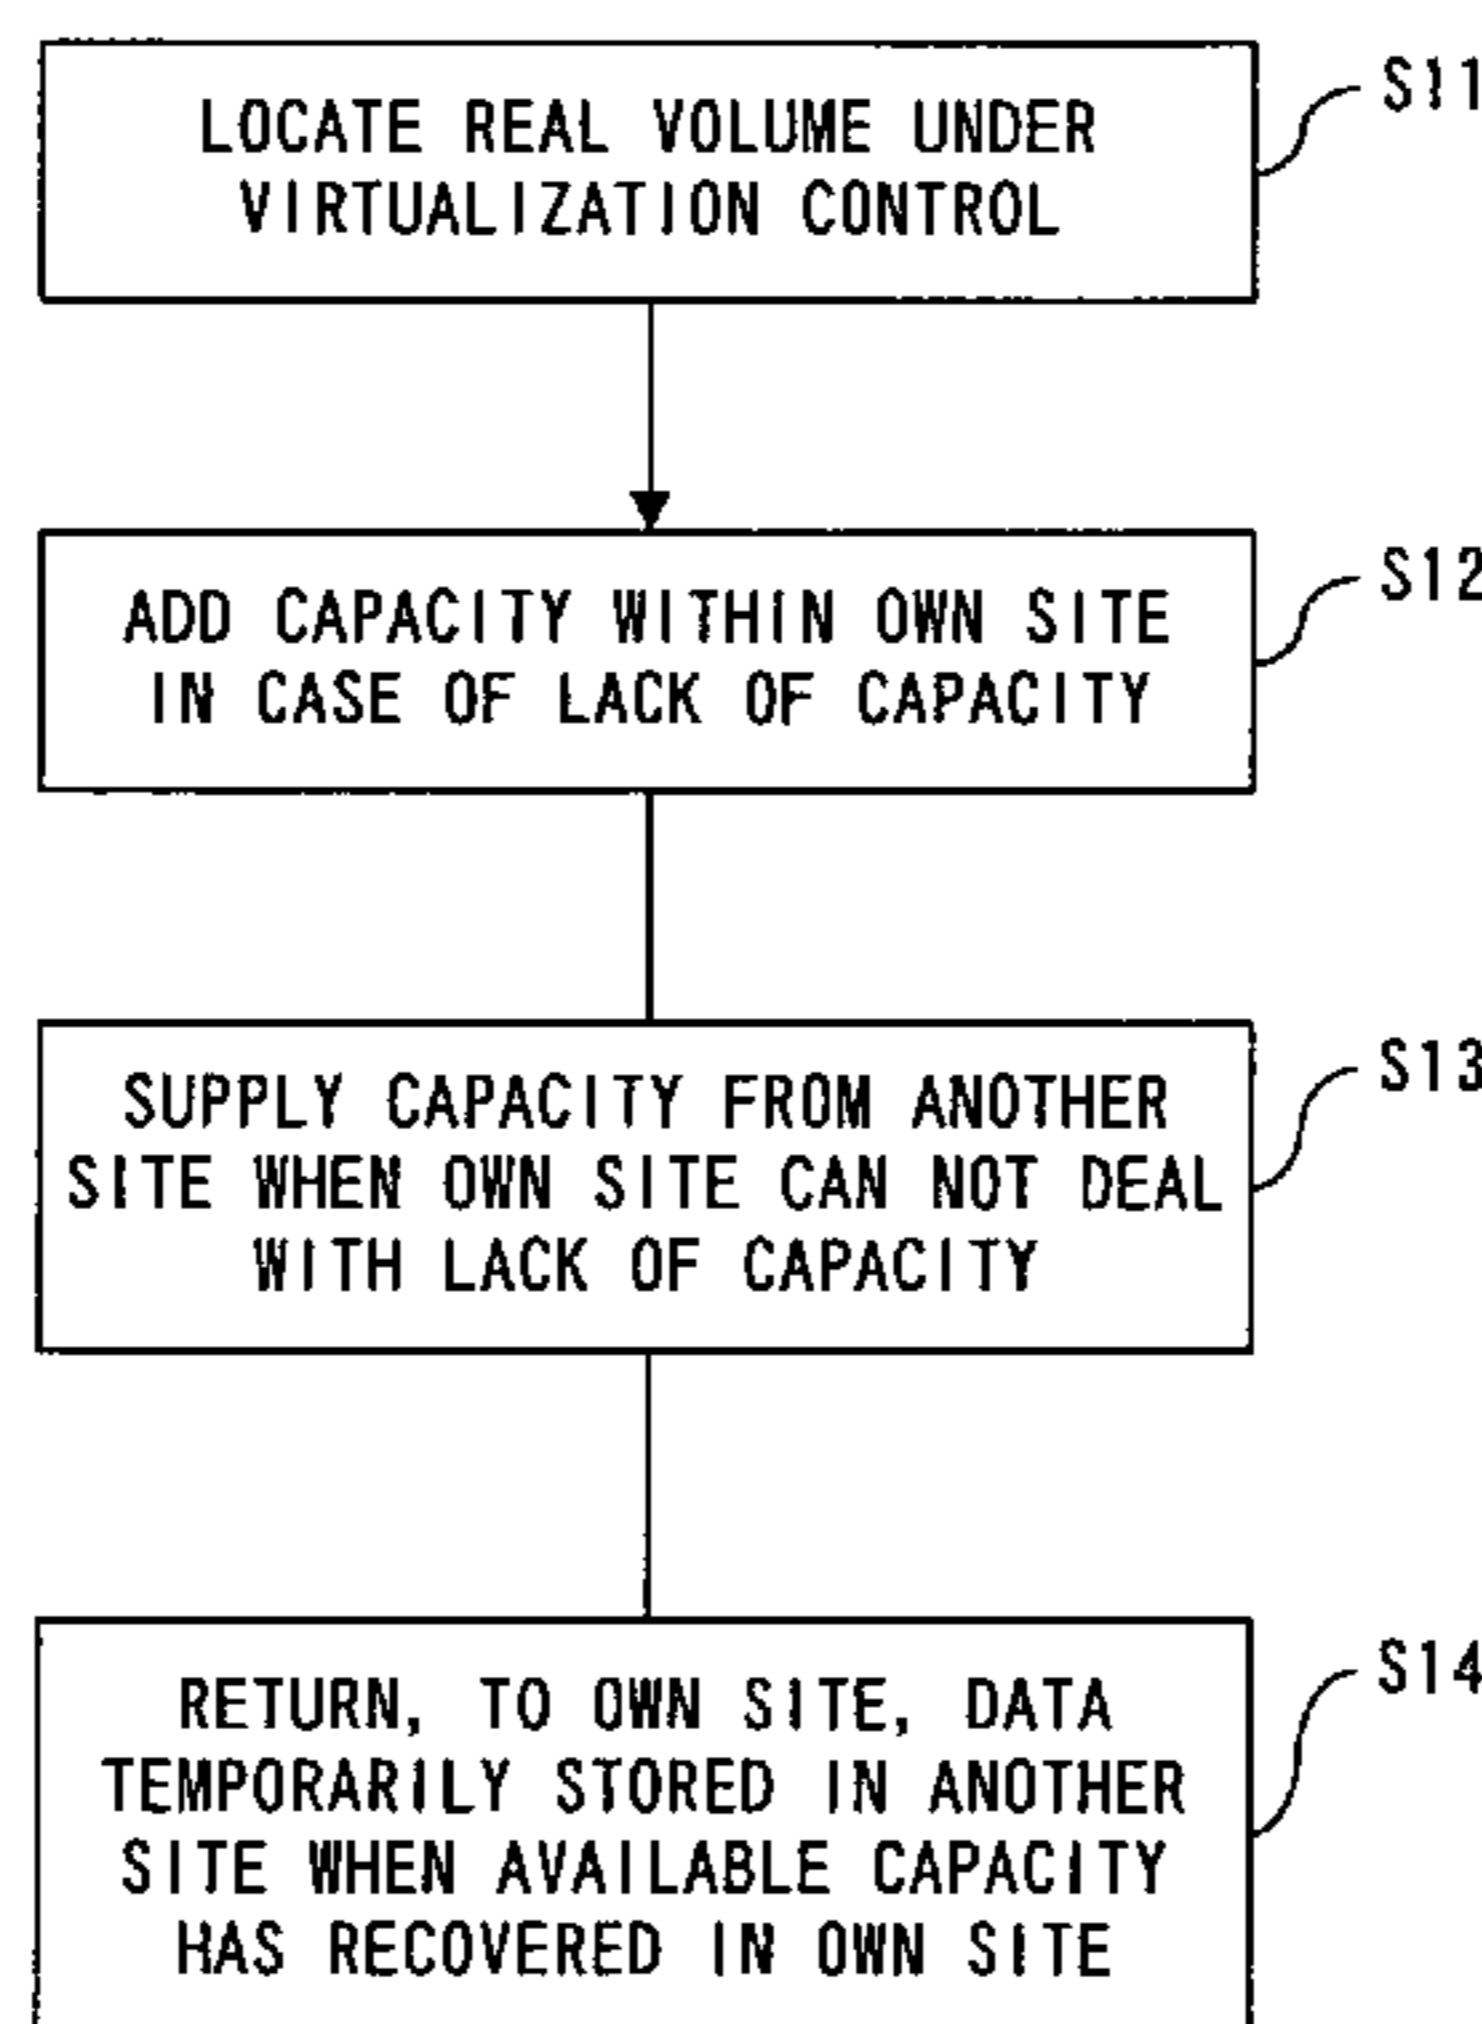 LOCATE REAL VOLUME UNDER
VIRTUALIZATION CONTROL
S11
ADD CAPACITY WITHIN OWN SITE
IN CASE OF LACK OF CAPACITY
S12
SUPPLY CAPACITY FROM ANOTHER
SITE WHEN OWN SITE CAN NOT DEAL
WITH LACK OF CAPACITY
S13
RETURN, TO OWN SITE, DATA
TEMPORARILY STORED IN ANOTHER
SITE WHEN AVAILABLE CAPACITY
HAS RECOVERED IN OWN SITE
S14